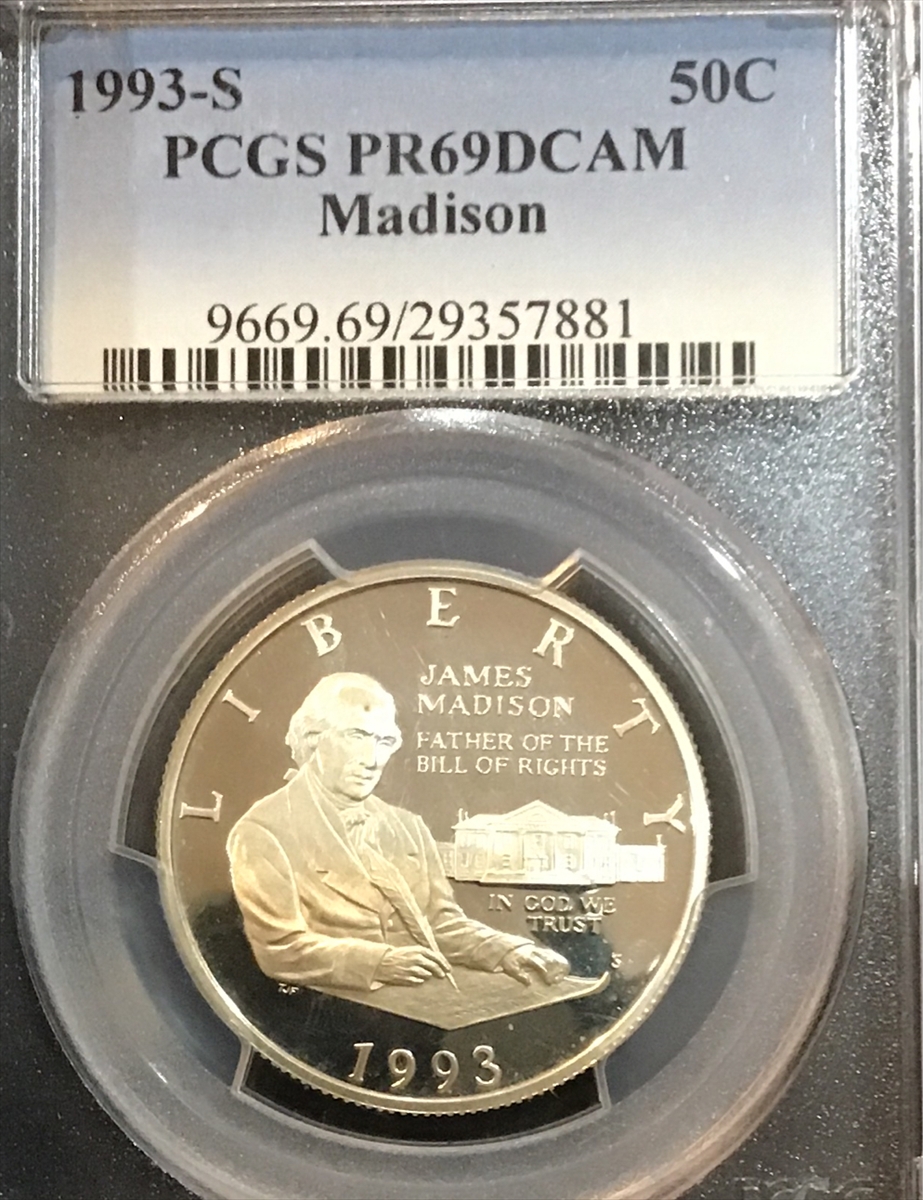 1993-S 50C
PCGS PR69DCAM
Madison
9669.69/29357881
LIBERTY
JAMES
MADISON
FATHER OF THE
BILL OF RIGHTS
IN GOD WE
TRUST
S
1993